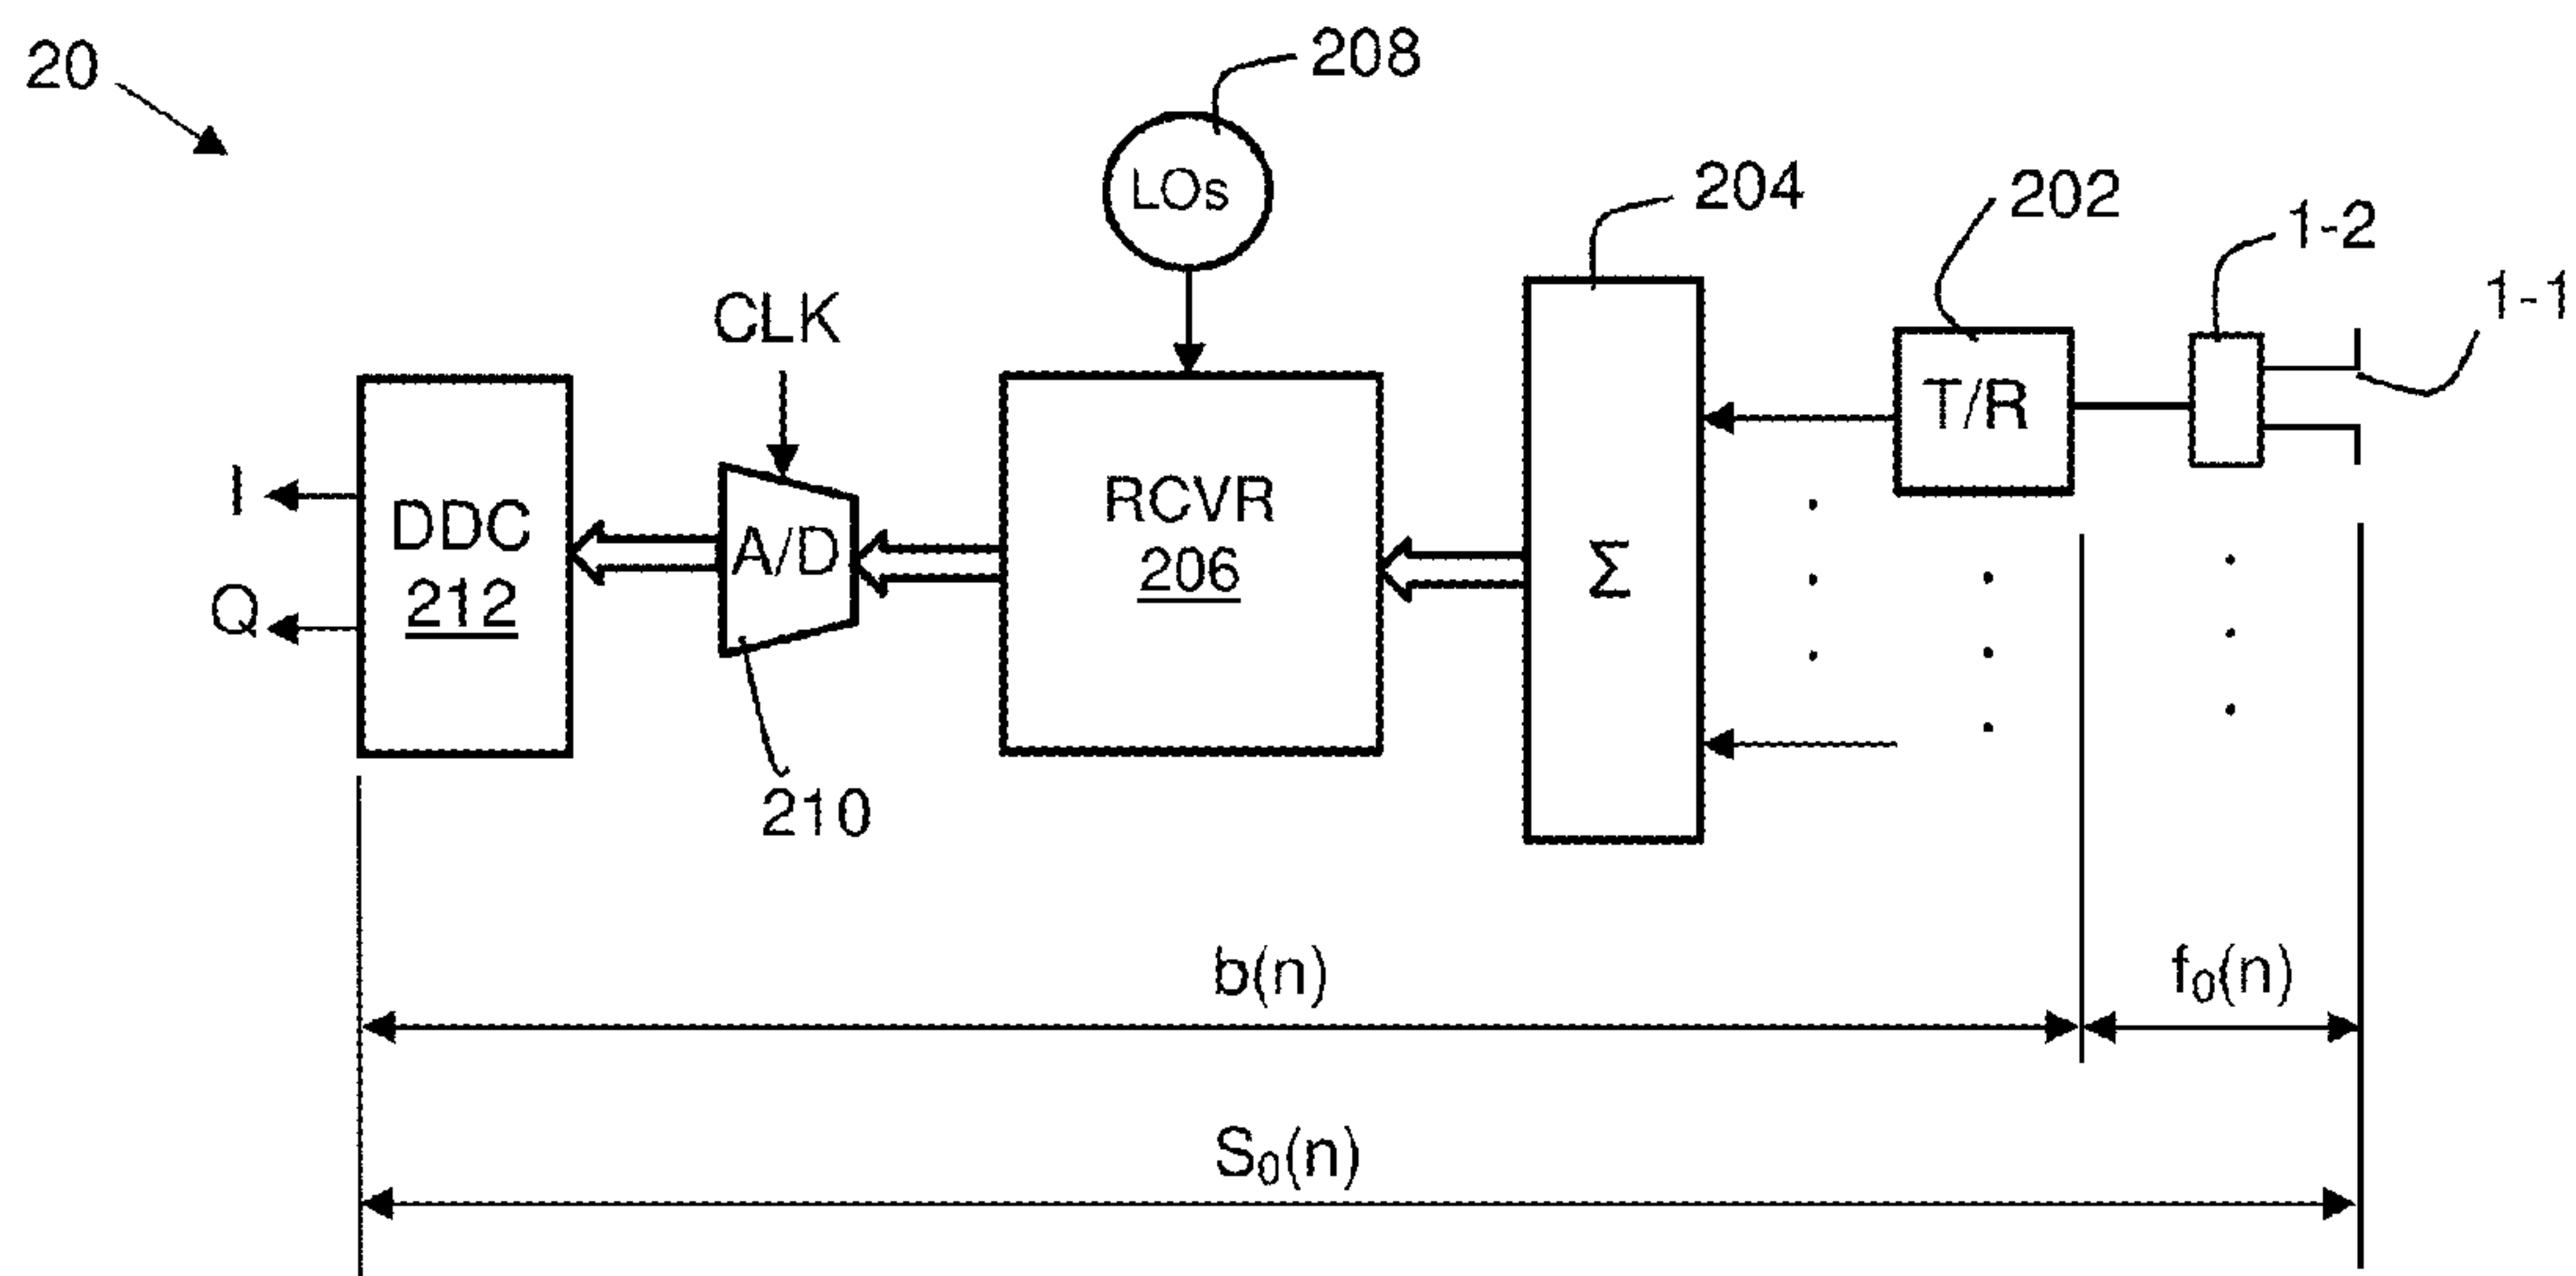 20
208
LOs
204
202
1-2
1-1
CLK
T/R
I
Q
DDC
212
A/D
RCVR
206
Σ
210
b(n)
f₀(n)
S₀(n)